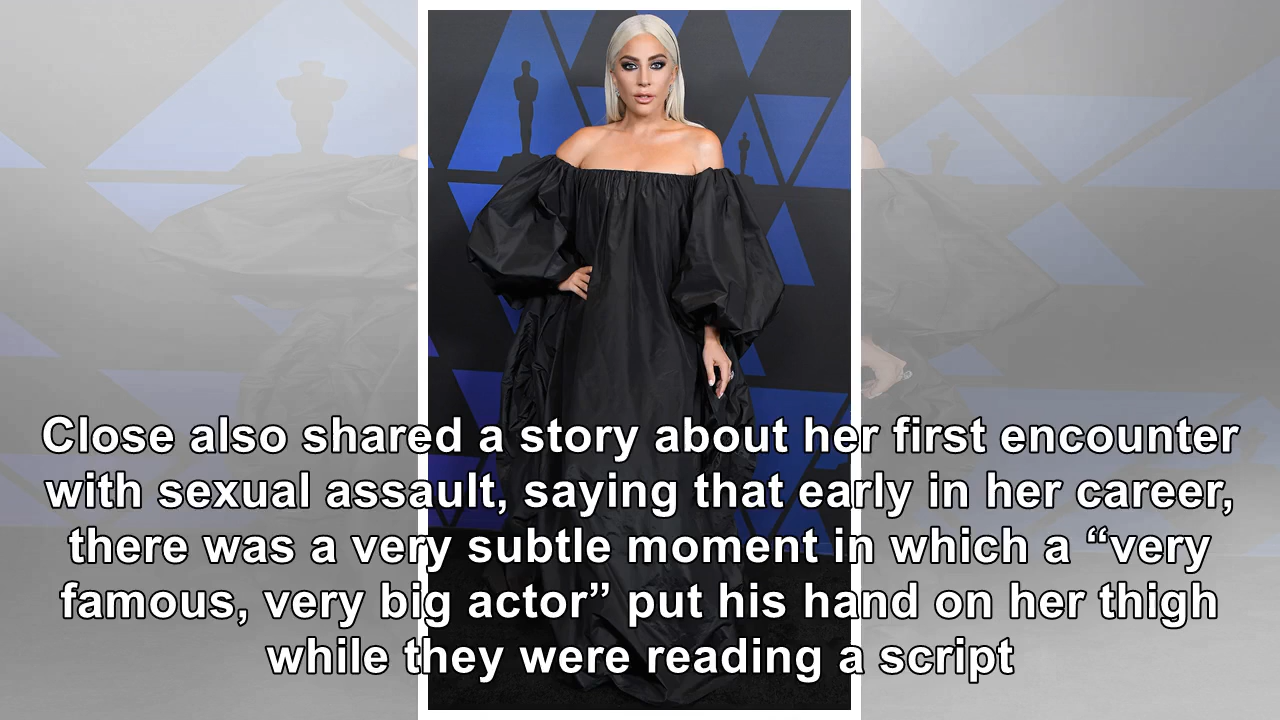 Close also shared a story about her first encounter
with sexual assault, saying that early in her career,
there was a very subtle moment in which a “very
famous, very big actor” put his hand on her thigh
while they were reading a script